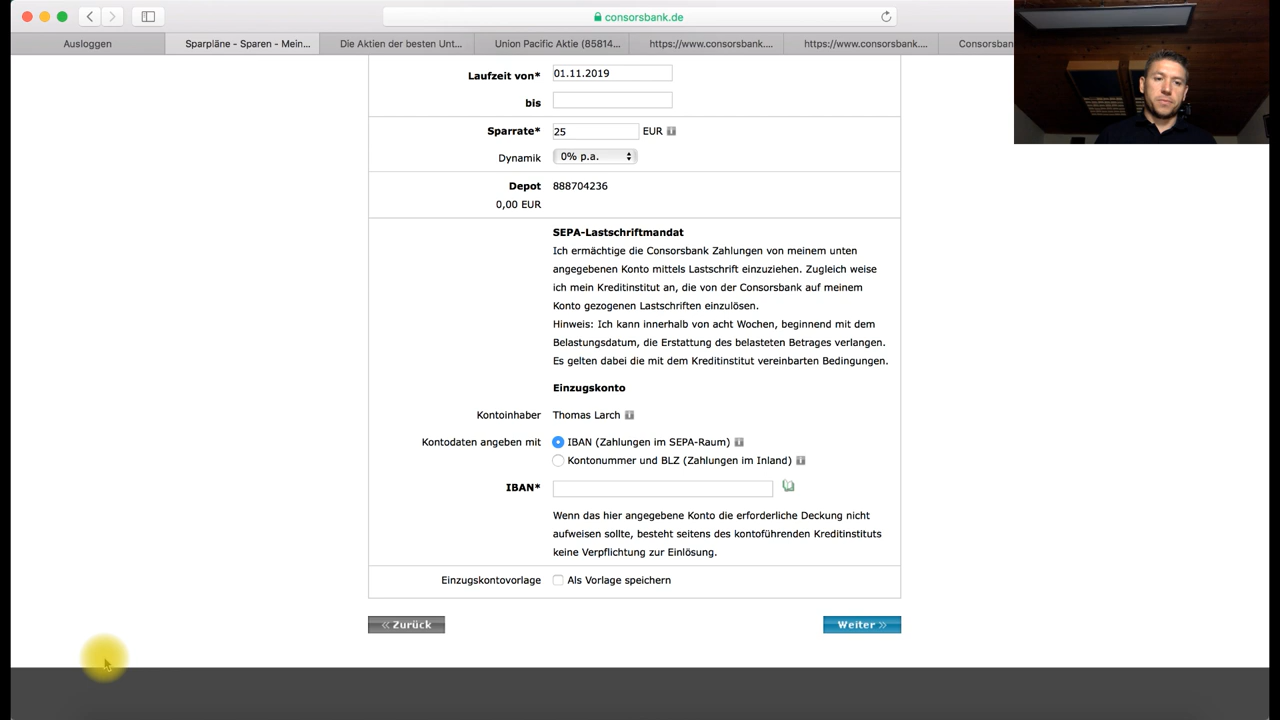 consorsbank.de
Ausloggen
Sparpläne - Sparen - Mein...
Die Aktien der besten Unt...
Union Pacific Aktie (85814...
https://www.consorsbank....
https://www.consorsbank....
Consorsban
Laufzeit von* 01.11.2019
bis
Sparrate* 25 EUR
Dynamik 0% p.a.
Depot 888704236
0,00 EUR
SEPA-Lastschriftmandat
Ich ermächtige die Consorsbank Zahlungen von meinem unten
angegebenen Konto mittels Lastschrift einzuziehen. Zugleich weise
ich mein Kreditinstitut an, die von der Consorsbank auf meinem
Konto gezogenen Lastschriften einzulösen.
Hinweis: Ich kann innerhalb von acht Wochen, beginnend mit dem
Belastungsdatum, die Erstattung des belasteten Betrages verlangen.
Es gelten dabei die mit dem Kreditinstitut vereinbarten Bedingungen.
Einzugskonto
Kontoinhaber Thomas Larch
Kontodaten angeben mit IBAN (Zahlungen im SEPA-Raum)
Kontonummer und BLZ (Zahlungen im Inland)
IBAN*
Wenn das hier angegebene Konto die erforderliche Deckung nicht
aufweisen sollte, besteht seitens des kontoführenden Kreditinstituts
keine Verpflichtung zur Einlösung.
Einzugskontovorlage Als Vorlage speichern
« Zurück
Weiter »